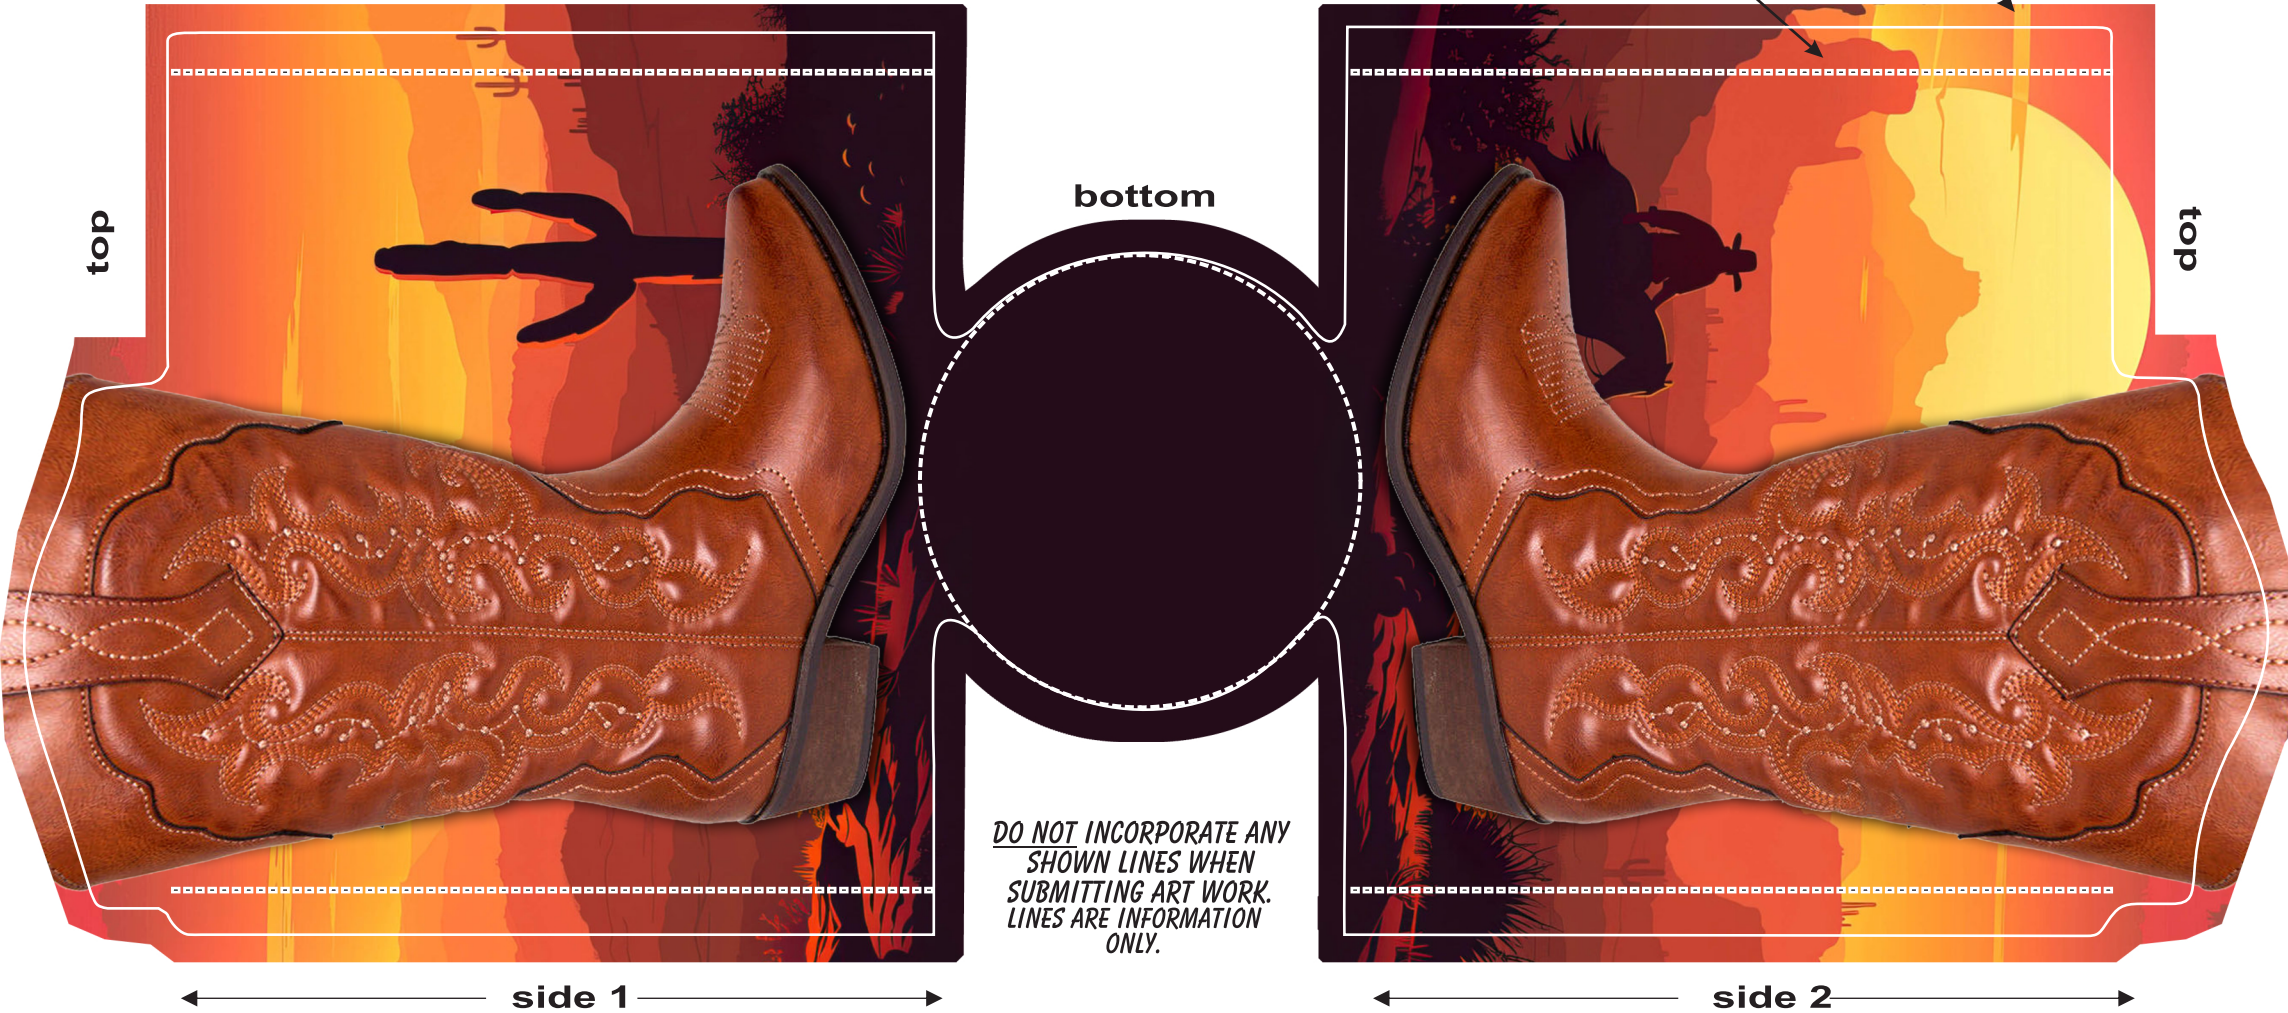 bottom
top
top
DO NOT INCORPORATE ANY
SHOWN LINES WHEN
SUBMITTING ART WORK.
LINES ARE INFORMATION
ONLY.
side 1
side 2